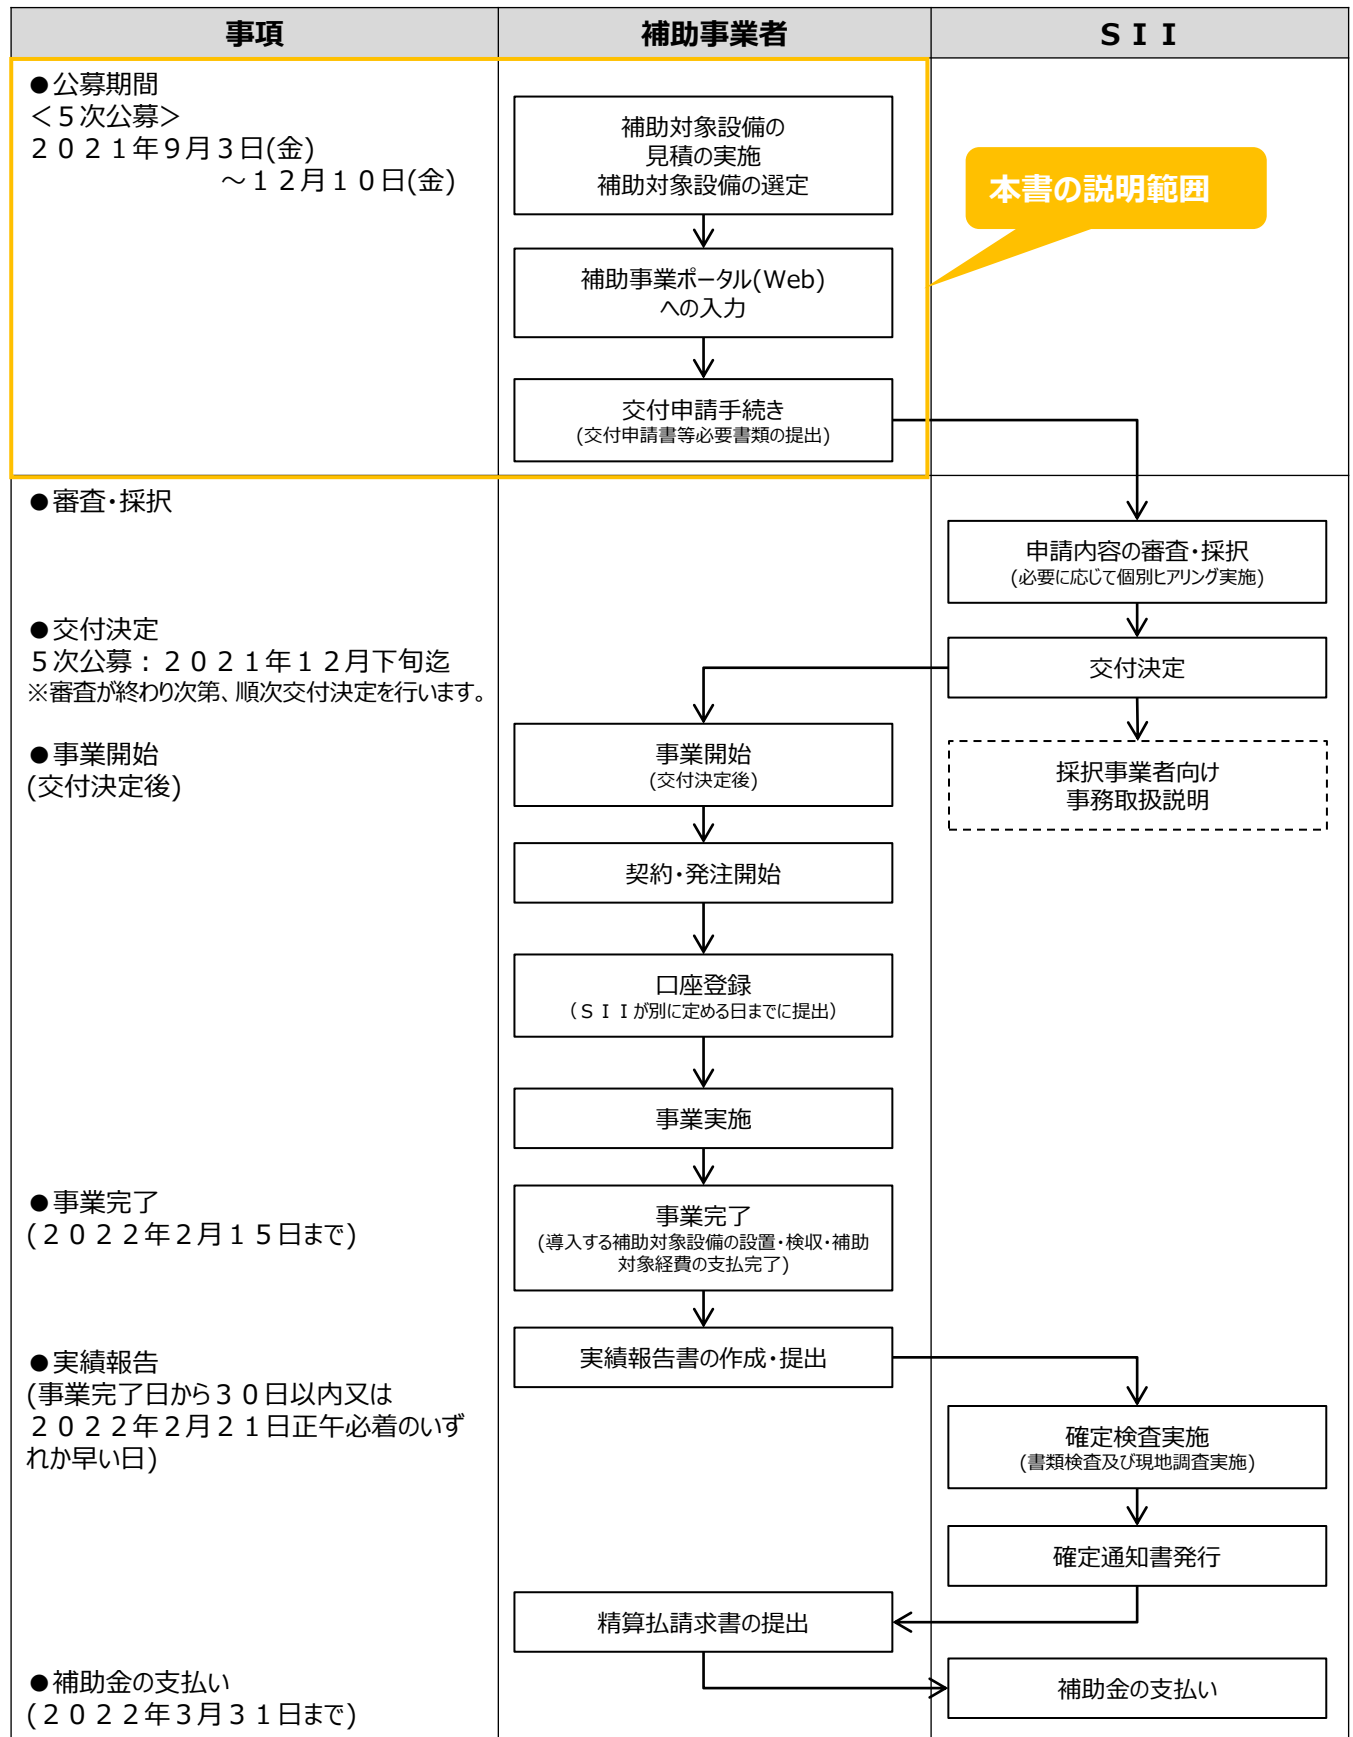 事項
補助事業者
ＳＩＩ
●公募期間
＜５次公募＞
２０２１年９月３日(金)
～１２月１０日(金)
補助対象設備の
見積の実施
補助対象設備の選定
本書の説明範囲
補助事業ポータル(Web)
への入力
交付申請手続き
(交付申請書等必要書類の提出)
●審査・採択
申請内容の審査・採択
(必要に応じて個別ヒアリング実施)
●交付決定
５次公募：２０２１年１２月下旬迄
※審査が終わり次第、順次交付決定を行います。
交付決定
●事業開始
(交付決定後)
事業開始
(交付決定後)
採択事業者向け
事務取扱説明
契約・発注開始
口座登録
（ＳＩＩが別に定める日までに提出）
事業実施
●事業完了
(２０２２年２月１５日まで)
事業完了
(導入する補助対象設備の設置・検収・補助
対象経費の支払完了)
●実績報告
(事業完了日から３０日以内又は
２０２２年２月２１日正午必着のいず
れか早い日)
実績報告書の作成・提出
確定検査実施
(書類検査及び現地調査実施)
確定通知書発行
精算払請求書の提出
●補助金の支払い
(２０２２年３月３１日まで)
補助金の支払い